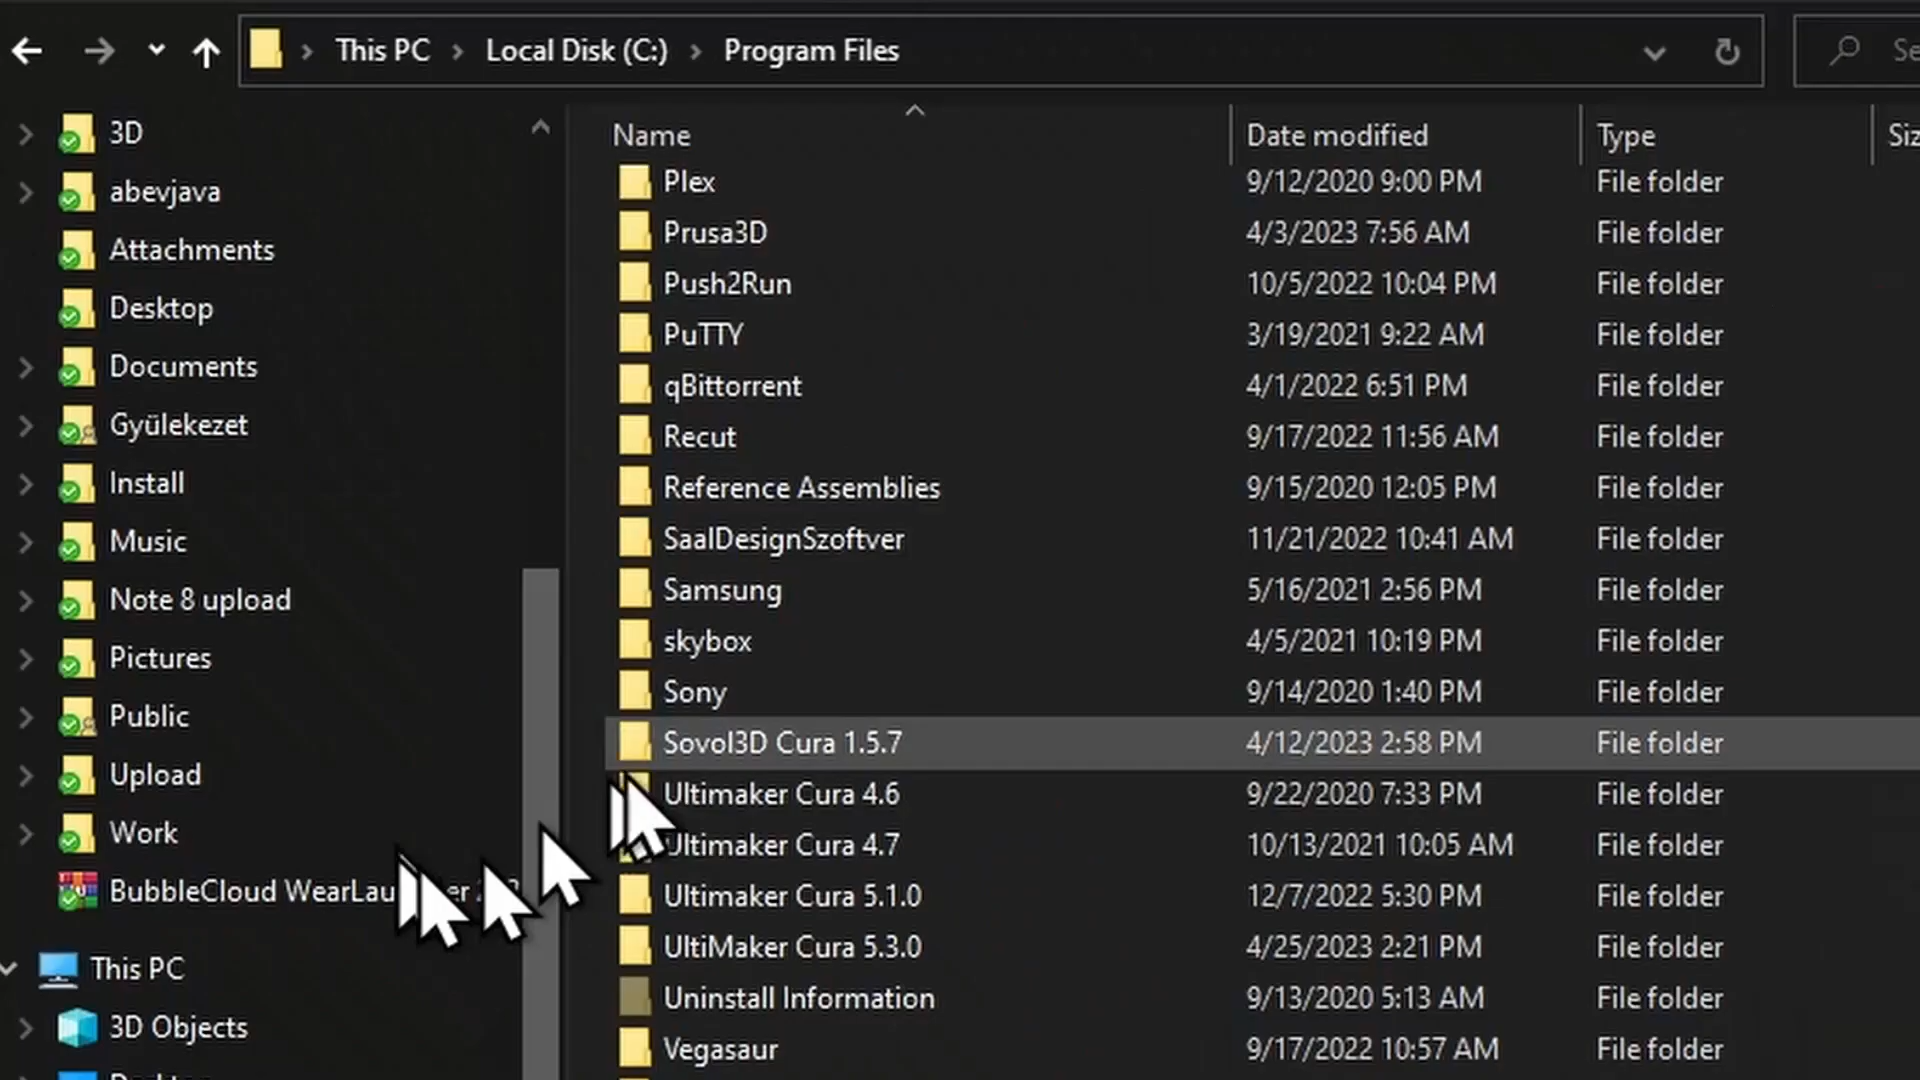 This PC > Local Disk (C:) > Program Files
Se
3D
abevjava
Attachments
Desktop
Documents
Gyülekezet
Install
Music
Note 8 upload
Pictures
Public
Upload
Work
BubbleCloud
This PC
3D Objects
Name Date modified Type
Plex 9/12/2020 9:00 PM File folder
Prusa3D 4/3/2023 7:56 AM File folder
Push2Run 10/5/2022 10:04 PM File folder
PuTTY 3/19/2021 9:22 AM File folder
qBittorrent 4/1/2022 6:51 PM File folder
Recut 9/17/2022 11:56 AM File folder
Reference Assemblies 9/15/2020 12:05 PM File folder
SaalDesignSzoftver 11/21/2022 10:41 AM File folder
Samsung 5/16/2021 2:56 PM File folder
skybox 4/5/2021 10:19 PM File folder
Sony 9/14/2020 1:40 PM File folder
Sovol3D Cura 1.5.7 4/12/2023 2:58 PM File folder
Ultimaker Cura 4.6 9/22/2020 7:33 PM File folder
Ultimaker Cura 4.7 10/13/2021 10:05 AM File folder
Ultimaker Cura 5.1.0 12/7/2022 5:30 PM File folder
UltiMaker Cura 5.3.0 4/25/2023 2:21 PM File folder
Uninstall Information 9/13/2020 5:13 AM File folder
Vegasaur 9/17/2022 10:57 AM File folder